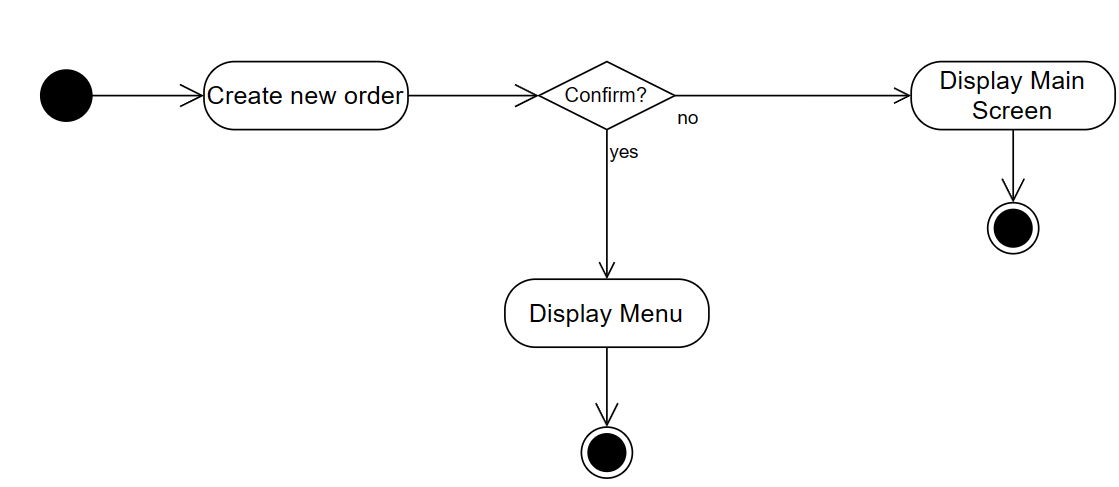 Create new order
Confirm?
no
yes
Display Main
Screen
Display Menu